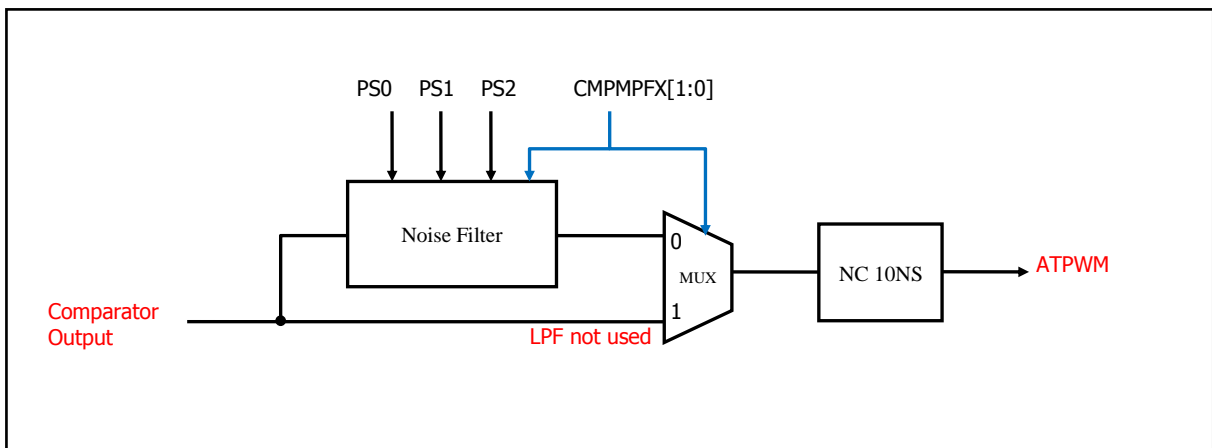 PS0 PS1 PS2 CMPMPFX[1:0]
Noise Filter
0
MUX
1
NC 10NS
ATPWM
Comparator
Output
LPF not used